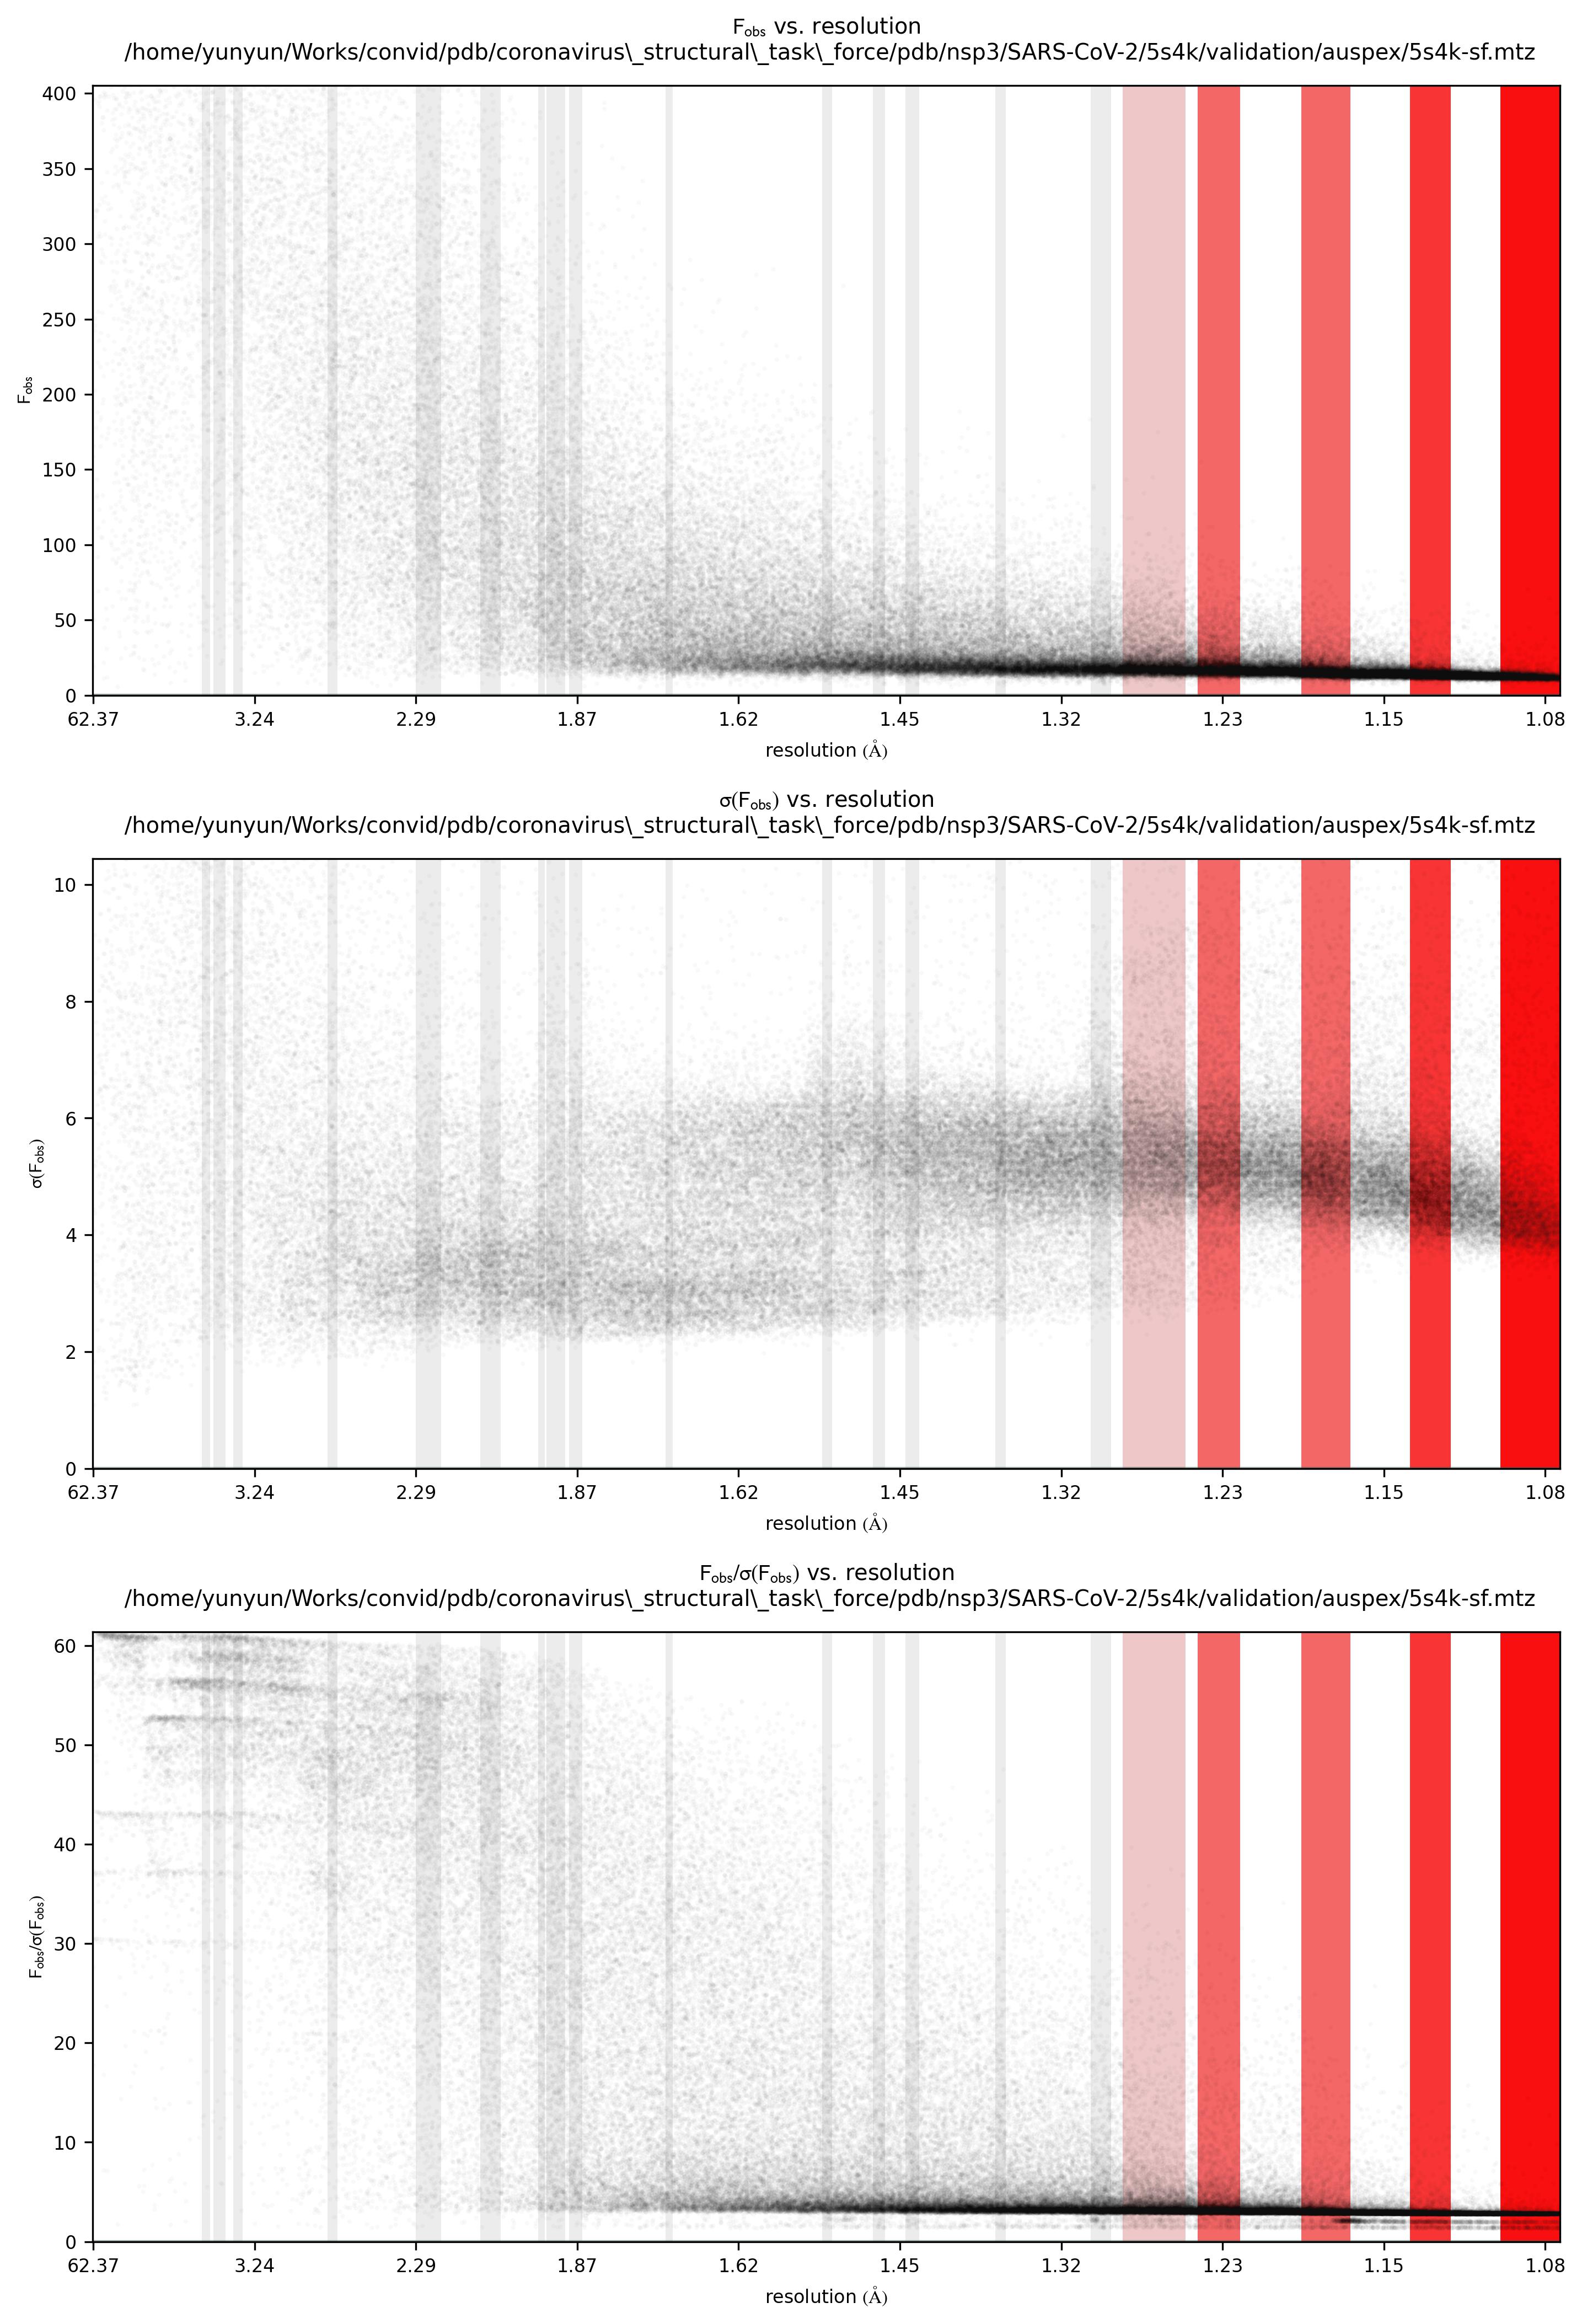 F_obs vs. resolution
/home/yunyun/Works/convid/pdb/coronavirus\_structural\_task\_force/pdb/nsp3/SARS-CoV-2/5s4k/validation/auspex/5s4k-sf.mtz
400
350
300
250
200
150
100
50
0
F_obs
62.37 3.24 2.29 1.87 1.62 1.45 1.32 1.23 1.15 1.08
resolution (Å)
σ(F_obs) vs. resolution
/home/yunyun/Works/convid/pdb/coronavirus\_structural\_task\_force/pdb/nsp3/SARS-CoV-2/5s4k/validation/auspex/5s4k-sf.mtz
10
8
6
4
2
0
σ(F_obs)
62.37 3.24 2.29 1.87 1.62 1.45 1.32 1.23 1.15 1.08
resolution (Å)
F_obs/σ(F_obs) vs. resolution
/home/yunyun/Works/convid/pdb/coronavirus\_structural\_task\_force/pdb/nsp3/SARS-CoV-2/5s4k/validation/auspex/5s4k-sf.mtz
60
50
40
30
20
10
0
F_obs/σ(F_obs)
62.37 3.24 2.29 1.87 1.62 1.45 1.32 1.23 1.15 1.08
resolution (Å)